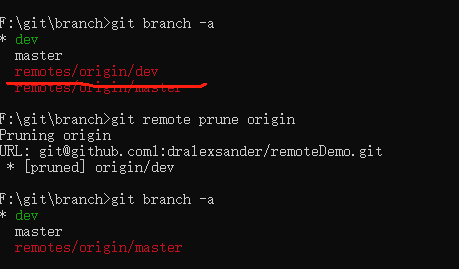 F:\git\branch>git branch -a
* dev
master
remotes/origin/dev
remotes/origin/master
F:\git\branch>git remote prune origin
Pruning origin
URL: git@github.com1:dralexsander/remoteDemo.git
* [pruned] origin/dev
F:\git\branch>git branch -a
* dev
master
remotes/origin/master